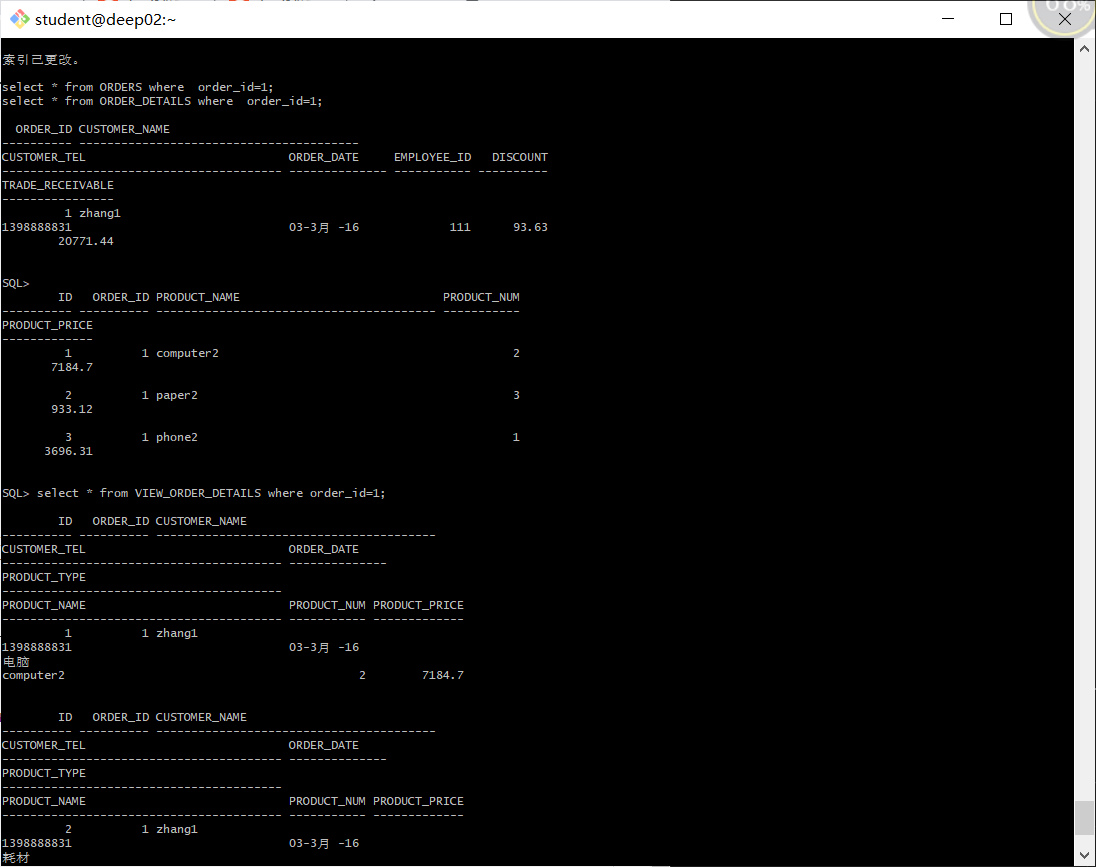 student@deep02:~
索引已更改。
select * from ORDERS where  order_id=1;
select * from ORDER_DETAILS where  order_id=1;
  ORDER_ID CUSTOMER_NAME
---------- ----------------------------------------
CUSTOMER_TEL                             ORDER_DATE     EMPLOYEE_ID   DISCOUNT
---------------------------------------- -------------- ----------- ----------
TRADE_RECEIVABLE
----------------
         1 zhang1
1398888831                               03-3月 -16             111      93.63
        20771.44
SQL>
        ID   ORDER_ID PRODUCT_NAME                             PRODUCT_NUM
---------- ---------- ---------------------------------------- -----------
PRODUCT_PRICE
-------------
         1          1 computer2                                          2
       7184.7
         2          1 paper2                                             3
       933.12
         3          1 phone2                                             1
      3696.31
SQL> select * from VIEW_ORDER_DETAILS where order_id=1;
        ID   ORDER_ID CUSTOMER_NAME
---------- ---------- ----------------------------------------
CUSTOMER_TEL                             ORDER_DATE
---------------------------------------- --------------
PRODUCT_TYPE
----------------------------------------
PRODUCT_NAME                             PRODUCT_NUM PRODUCT_PRICE
---------------------------------------- ----------- -------------
         1          1 zhang1
1398888831                               03-3月 -16
电脑
computer2                                          2        7184.7
        ID   ORDER_ID CUSTOMER_NAME
---------- ---------- ----------------------------------------
CUSTOMER_TEL                             ORDER_DATE
---------------------------------------- --------------
PRODUCT_TYPE
----------------------------------------
PRODUCT_NAME                             PRODUCT_NUM PRODUCT_PRICE
---------------------------------------- ----------- -------------
         2          1 zhang1
1398888831                               03-3月 -16
耗材